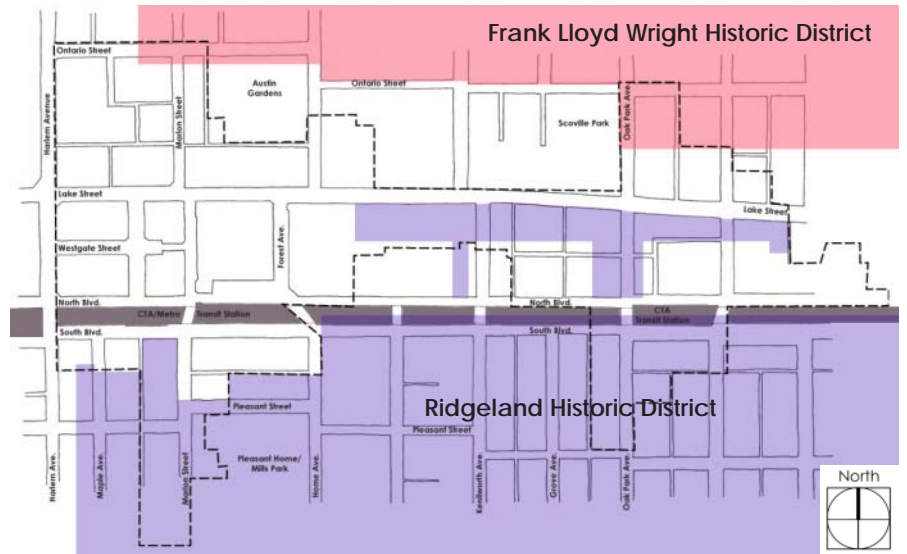 Frank Lloyd Wright Historic District
Ontario Street
Austin
Gardens
Ontario Street
Harlem Avenue
Marion Street
Scoville Park
Oak Park Ave.
Lake Street
Lake Street
Westgate Street
Forest Ave.
North Blvd.
North Blvd.
CTA/Metra
Transit Station
CTA
Transit Station
South Blvd.
South Blvd.
Pleasant Street
Ridgeland Historic District
Pleasant Street
Pleasant Home/
Mills Park
Harlem Ave.
Maple Ave.
Marion Street
Home Ave.
Kenilworth Ave.
Grove Ave.
Oak Park Ave.
North